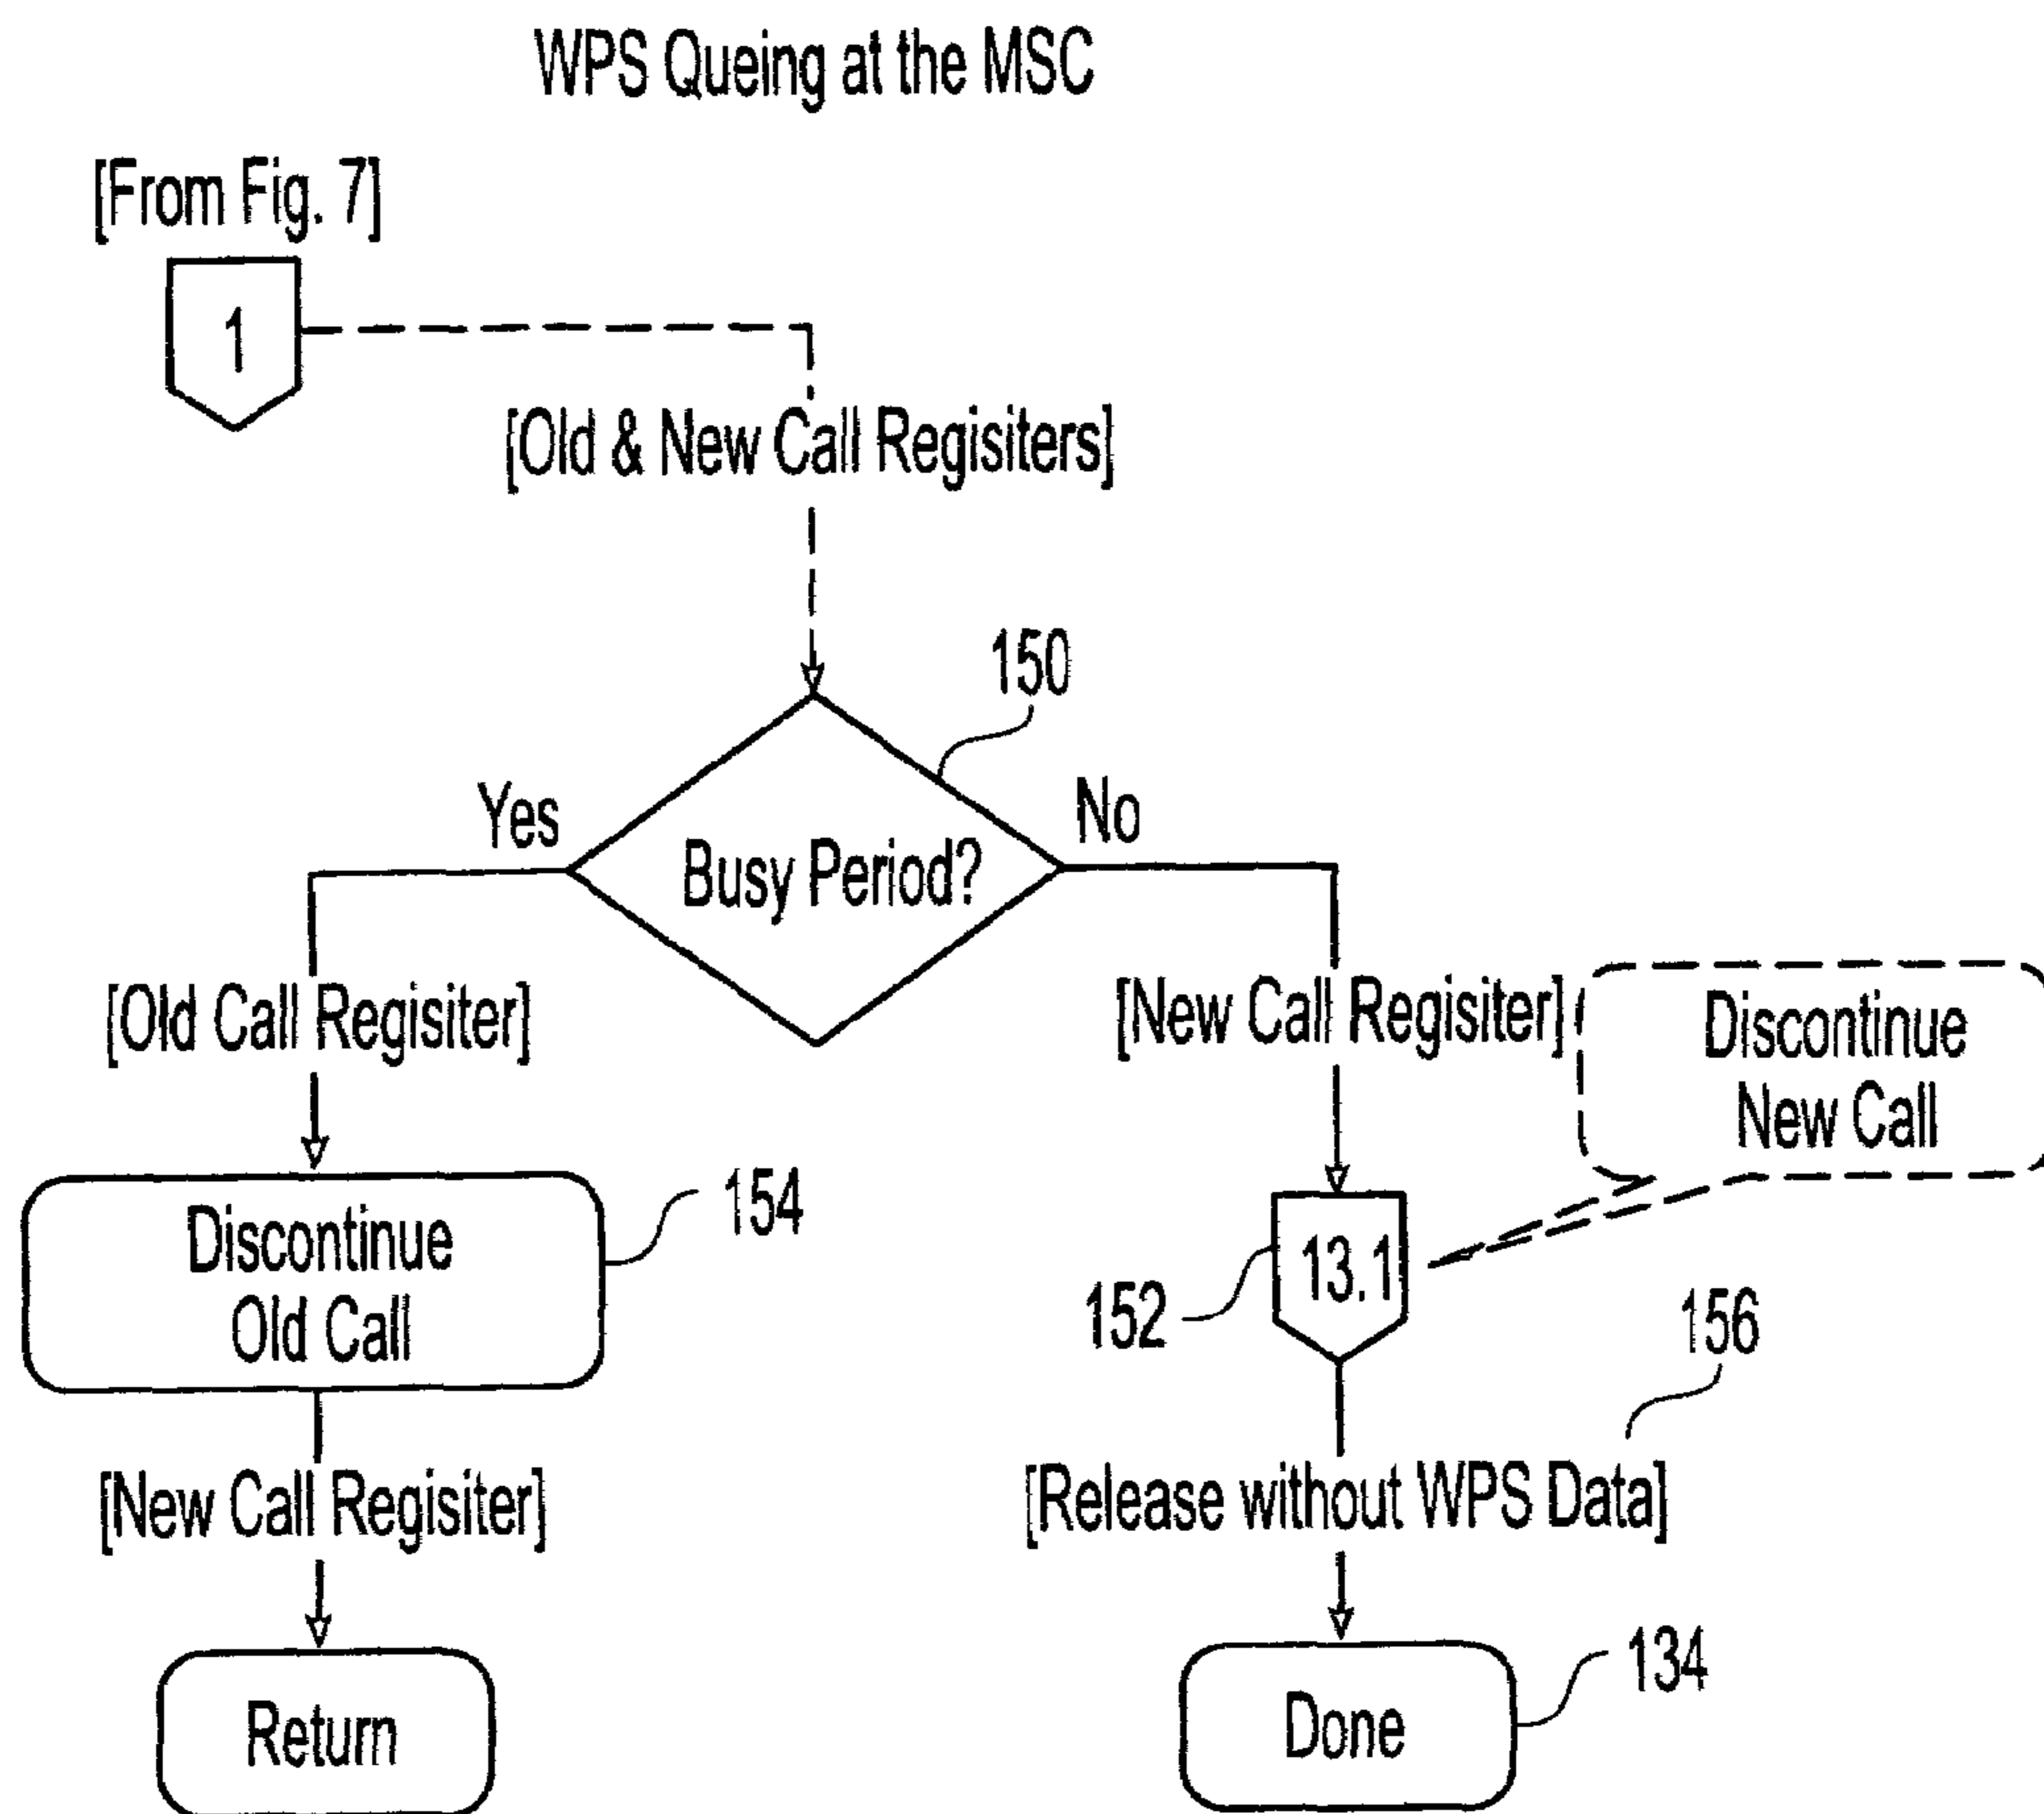 WPS Queing at the MSC
[From Fig. 7]
1
[Old & New Call Regisiters]
150
Yes
No
Busy Period?
[Old Call Regisiter]
[New Call Regisiter]
Discontinue
New Call
Discontinue
Old Call
154
13.1
152
156
[New Call Regisiter]
[Release without WPS Data]
Return
Done
134